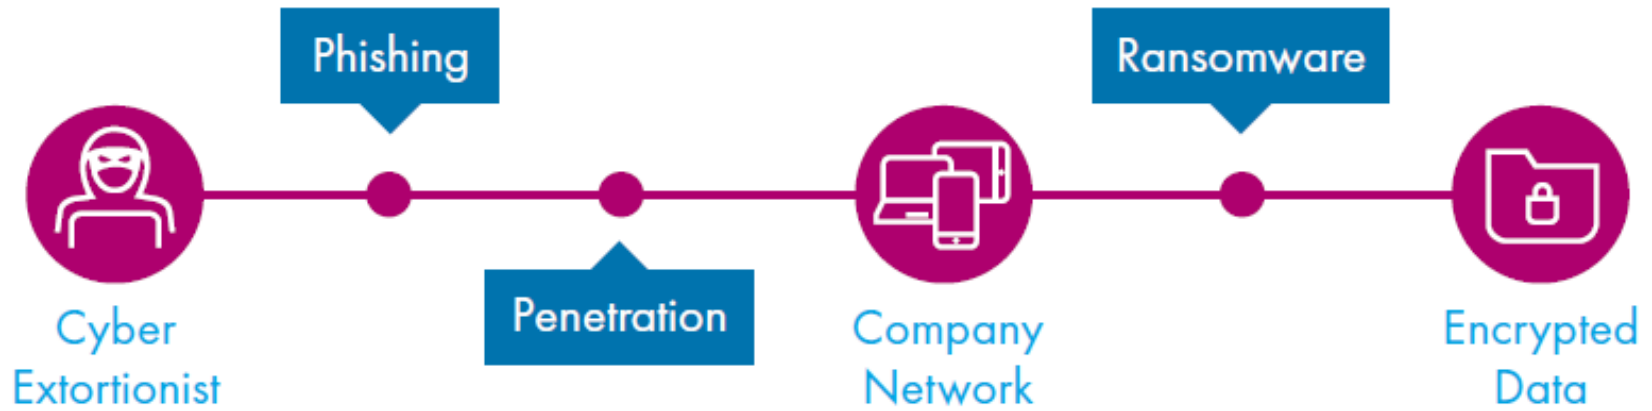 Phishing
Ransomware
Penetration
Cyber
Extortionist
Company
Network
Encrypted
Data